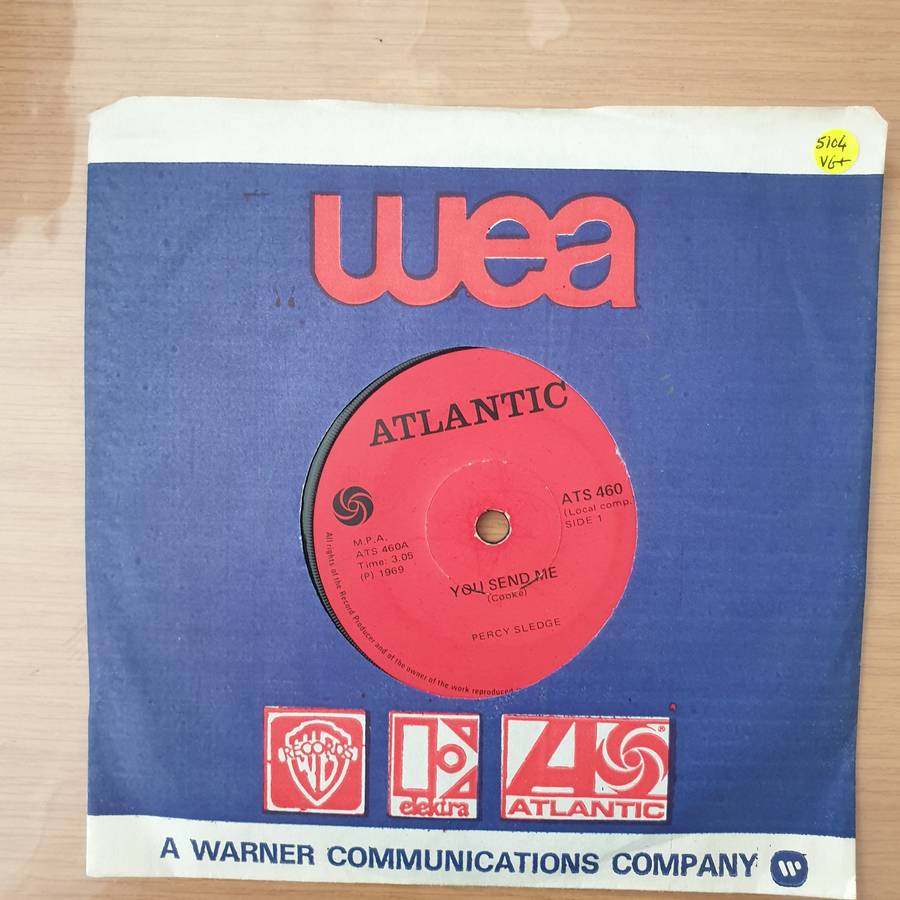 5104
VG+
wea
ATLANTIC
ATS 460
(Local comp.
SIDE 1
M.P.A.
ATS 460A
Time: 3.05
(P) 1969
YOU SEND ME
(Cooke)
PERCY SLEDGE
All rights of the Record Producer and of the owner of the work reproduced
RECORDS
WB
elektra
ATLANTIC
®
A WARNER COMMUNICATIONS COMPANY